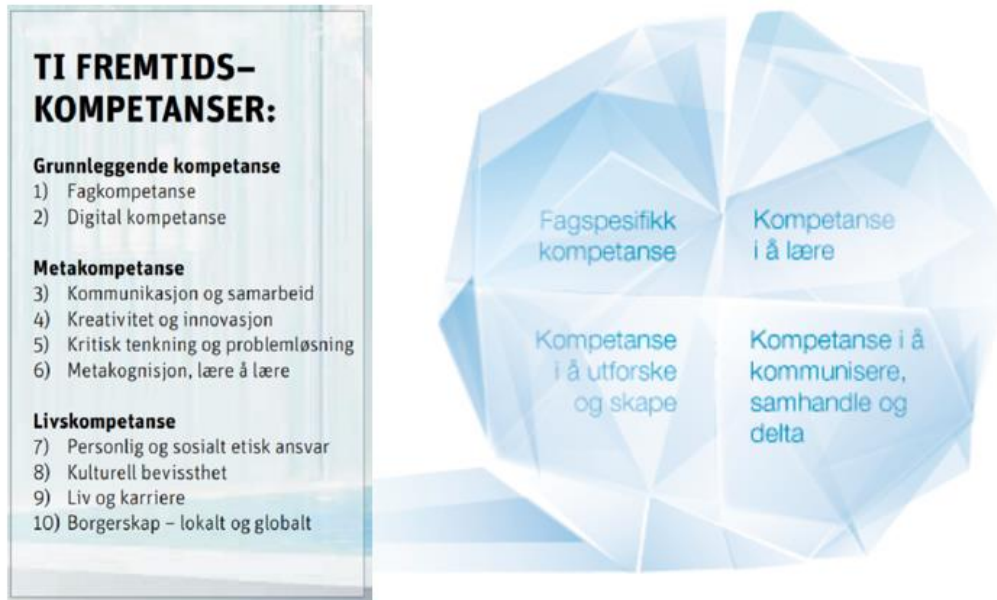 TI FREMTIDS–
KOMPETANSER:
Grunnleggende kompetanse
1) Fagkompetanse
2) Digital kompetanse
Metakompetanse
3) Kommunikasjon og samarbeid
4) Kreativitet og innovasjon
5) Kritisk tenkning og problemløsning
6) Metakognisjon, lære å lære
Livskompetanse
7) Personlig og sosialt etisk ansvar
8) Kulturell bevissthet
9) Liv og karriere
10) Borgerskap – lokalt og globalt
Fagspesifikk
kompetanse
Kompetanse
i å lære
Kompetanse
i å utforske
og skape
Kompetanse i å
kommunisere,
samhandle og
delta